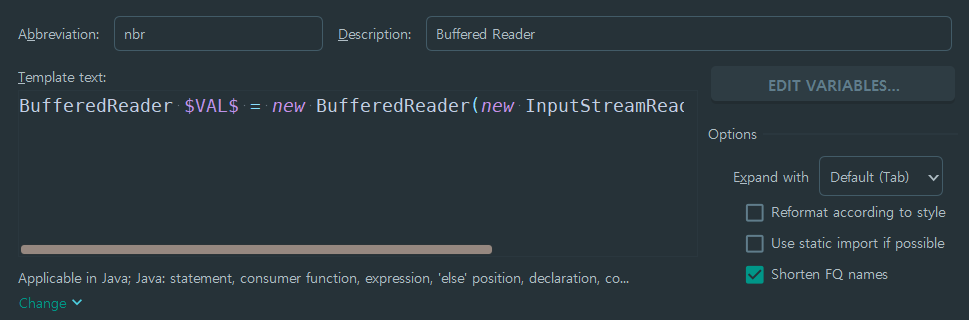 Abbreviation: nbr Description: Buffered Reader
Template text:
BufferedReader $VAL$ = new BufferedReader(new InputStreamRead
EDIT VARIABLES...
Options
Expand with Default (Tab)
Reformat according to style
Use static import if possible
Shorten FQ names
Applicable in Java; Java: statement, consumer function, expression, 'else' position, declaration, co...
Change